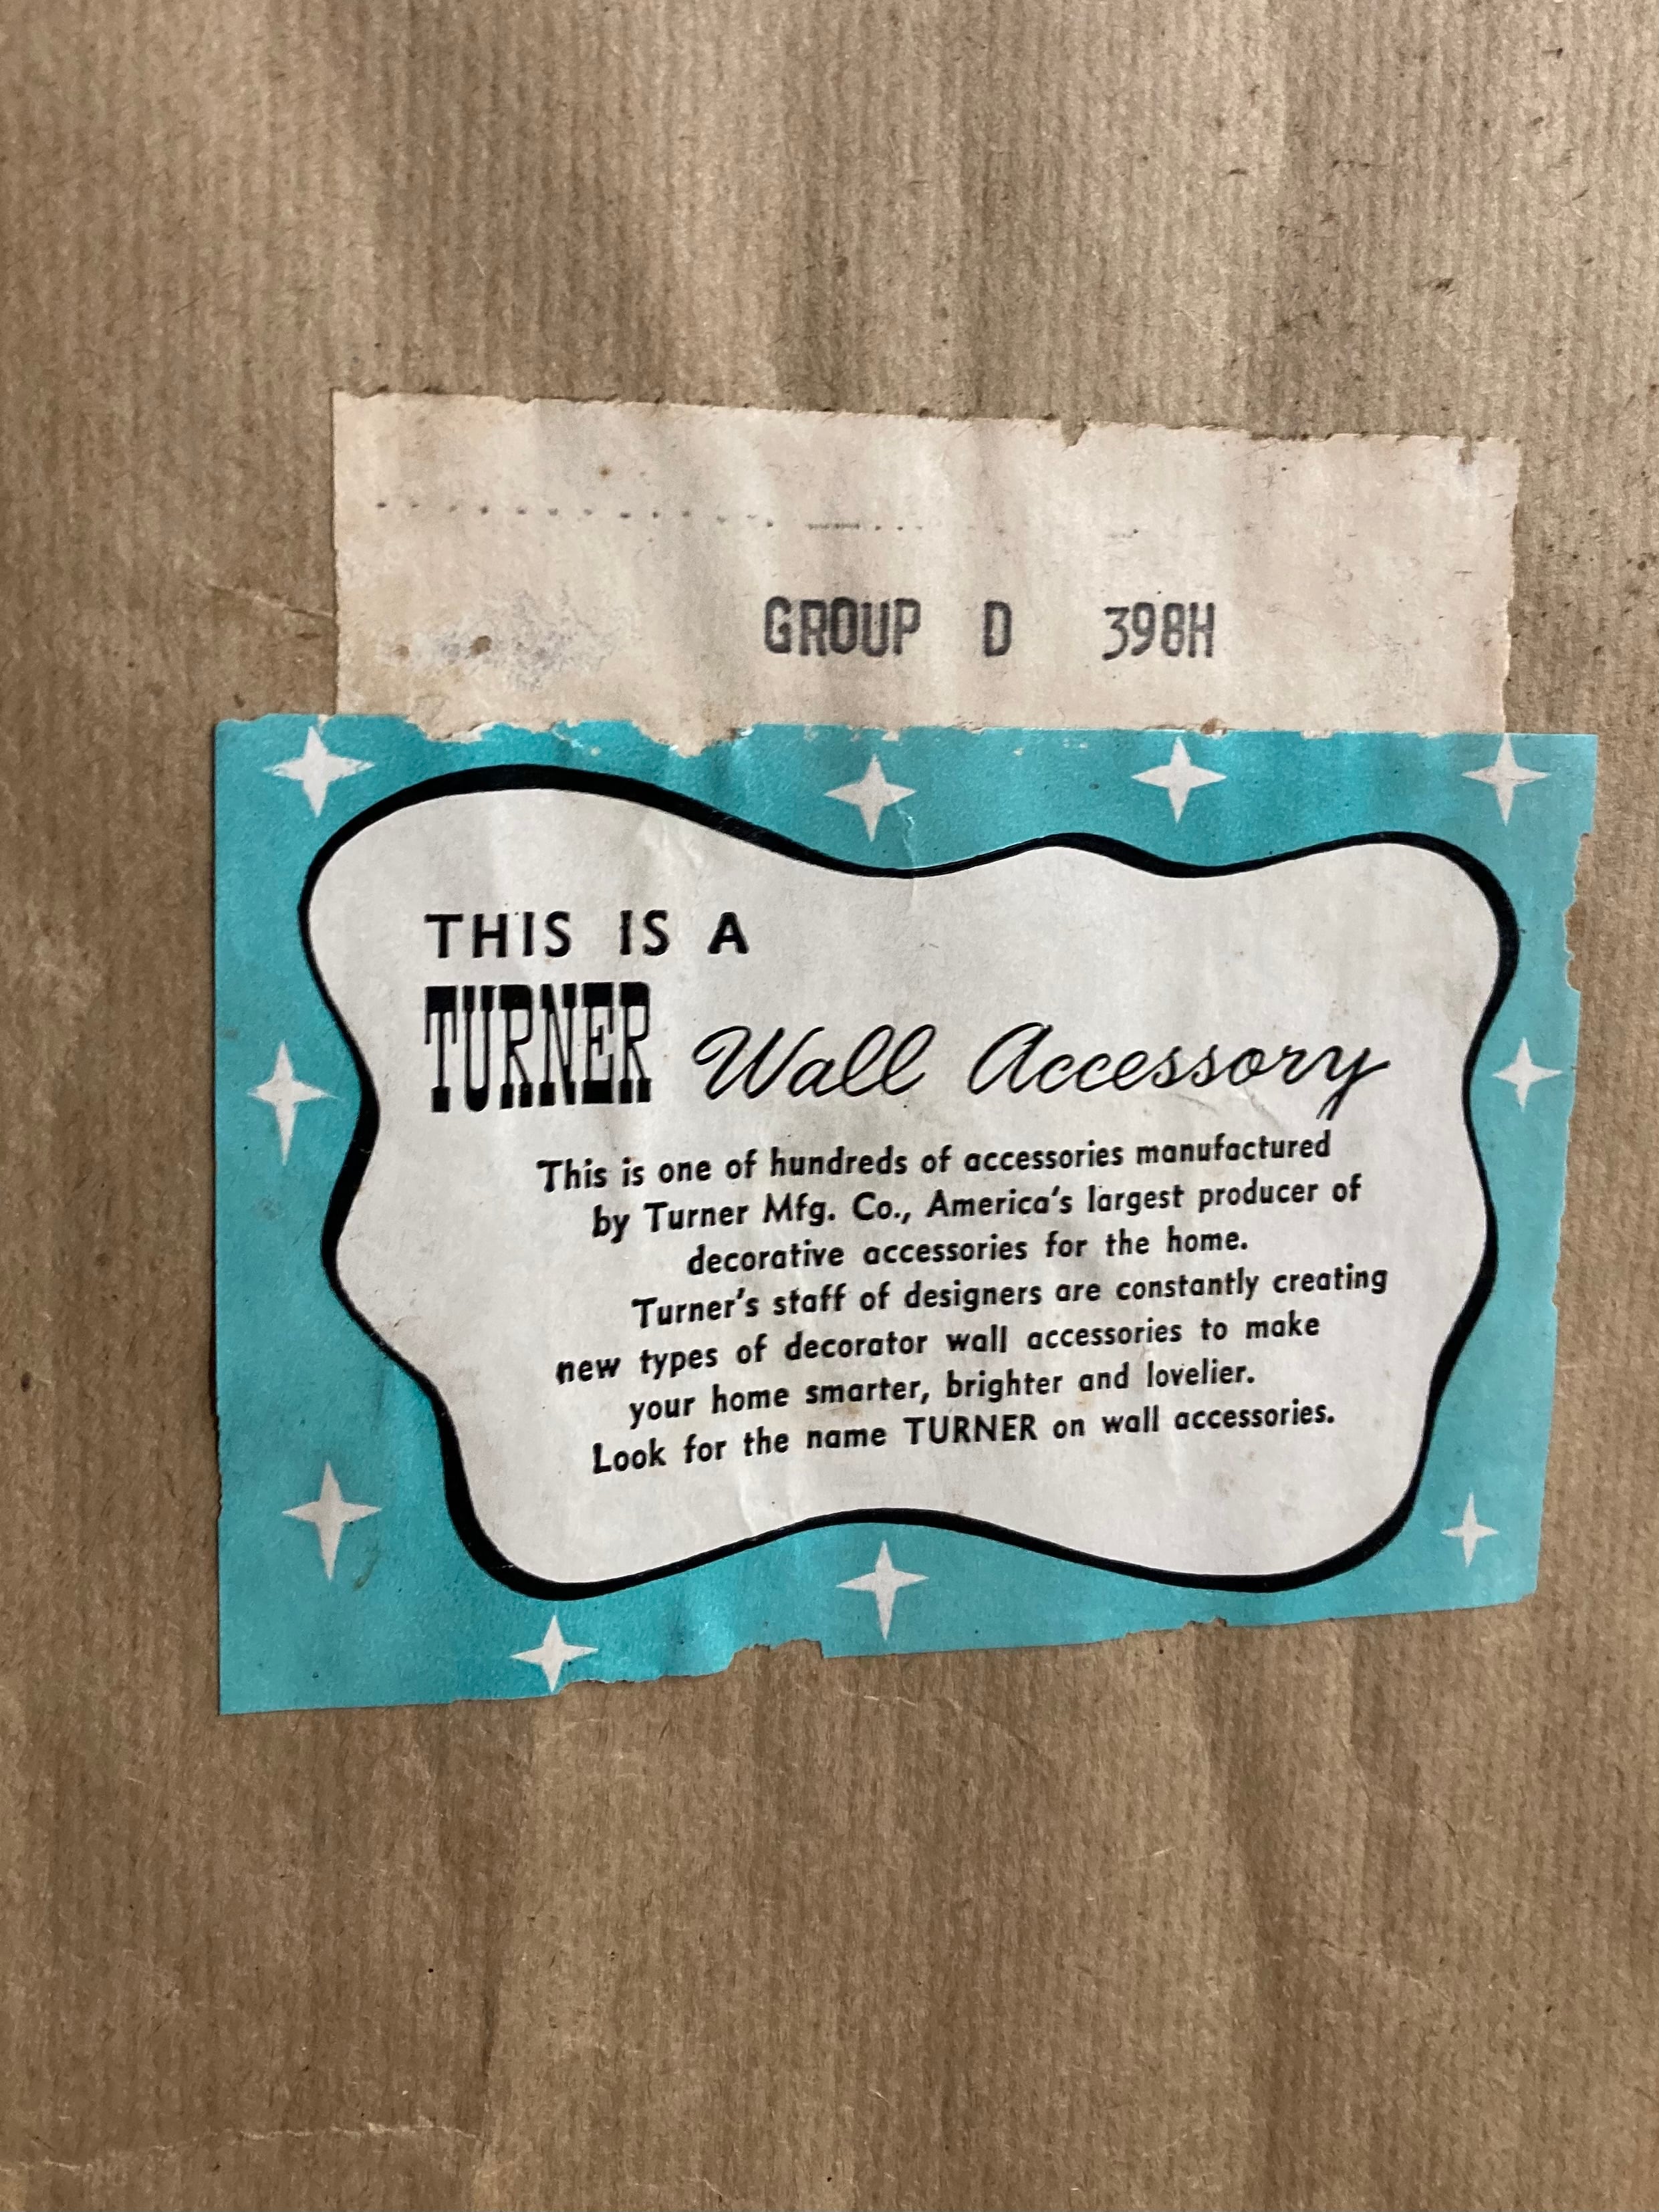 GROUP D 398H
THIS IS A
TURNER Wall Accessory
This is one of hundreds of accessories manufactured
by Turner Mfg. Co., America's largest producer of
decorative accessories for the home.
Turner's staff of designers are constantly creating
new types of decorator wall accessories to make
your home smarter, brighter and lovelier.
Look for the name TURNER on wall accessories.